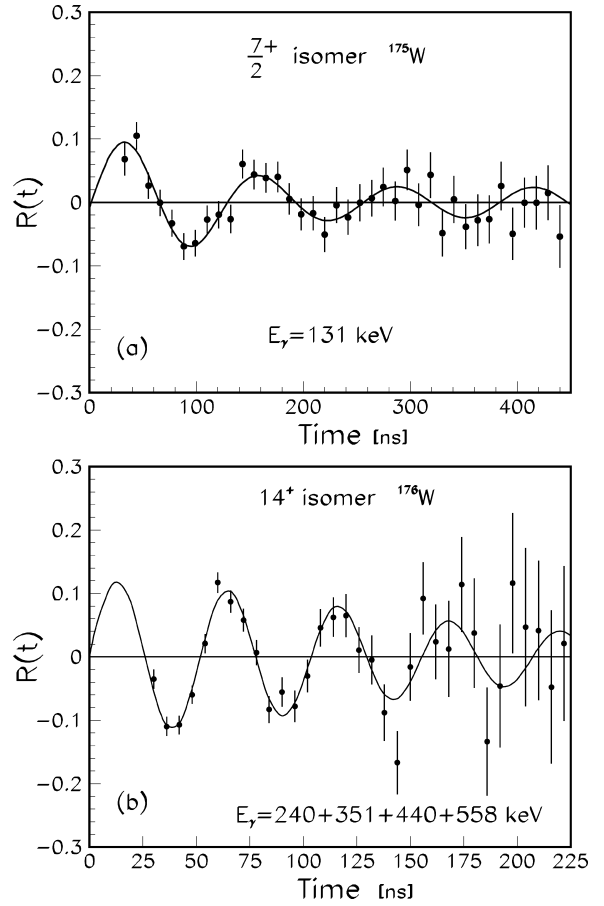 0.3
7/2⁺ isomer ¹⁷⁵W
0.2
0.1
0
−0.1
−0.2
−0.3
R(t)
(a)
Eᵧ=131 keV
0 100 200 300 400
Time [ns]
0.3
14⁺ isomer ¹⁷⁶W
0.2
0.1
0
−0.1
−0.2
−0.3
R(t)
(b)
Eᵧ=240+351+440+558 keV
0 25 50 75 100 125 150 175 200 225
Time [ns]